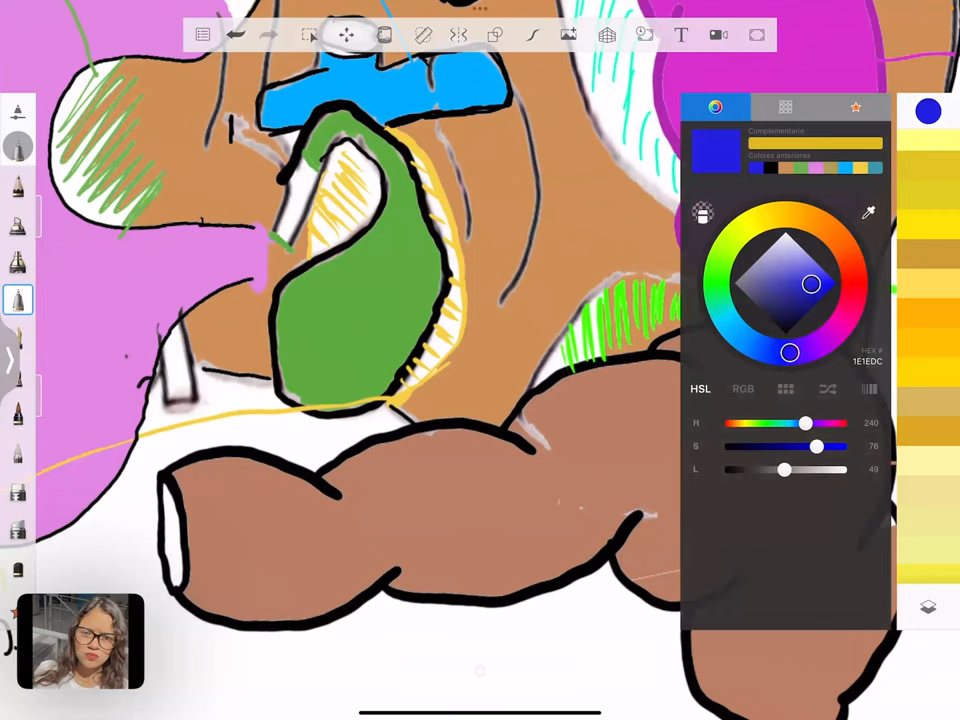 T
Complementario
Colores anteriores
HEX #
1E1EDC
HSL
RGB
H
240
S
76
L
49